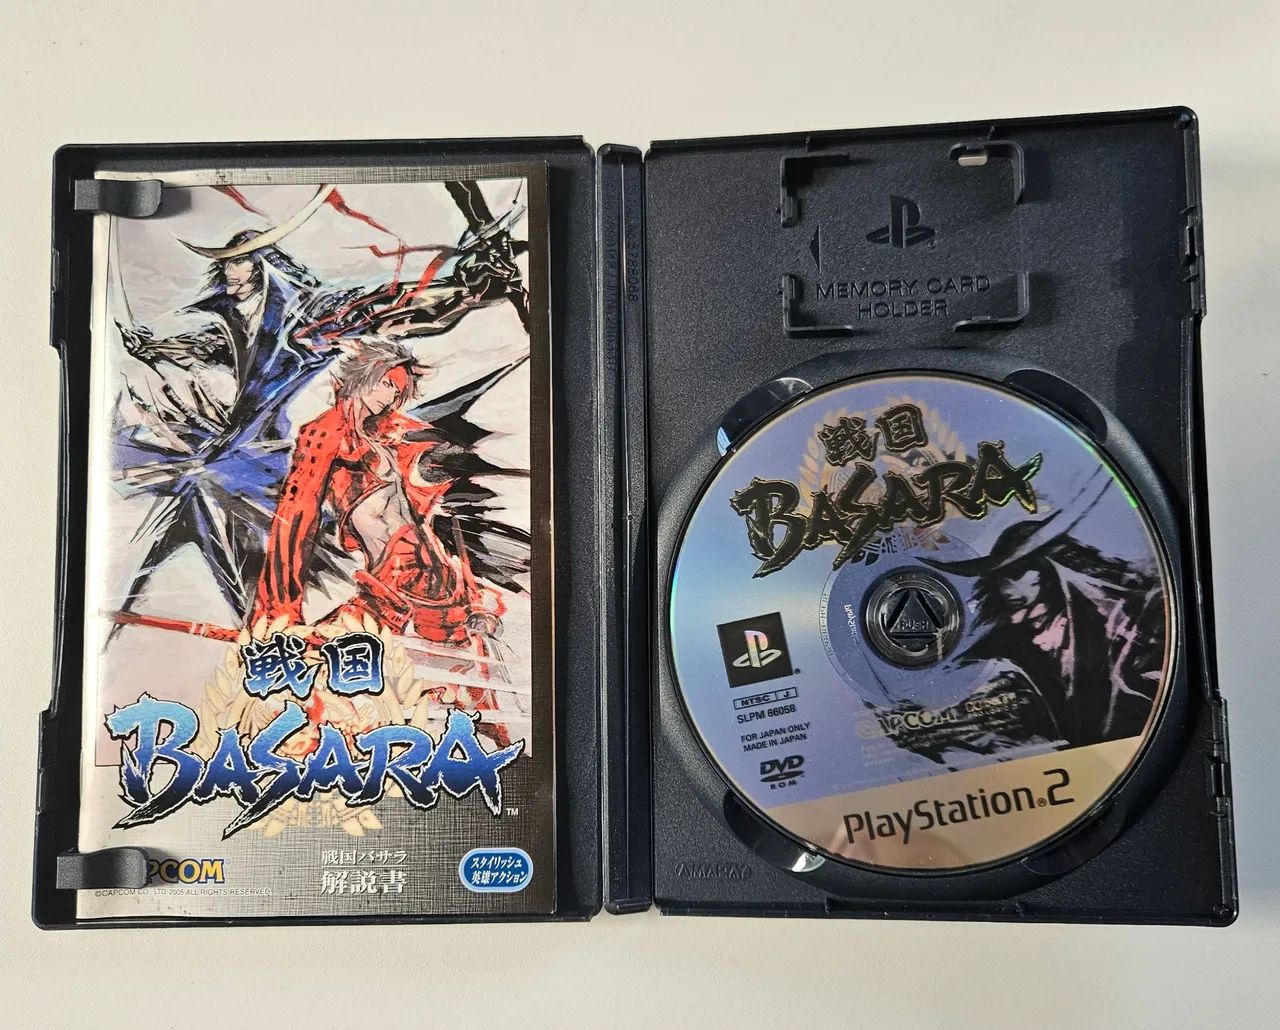 戦国
BASARA
TM
PCOM
©CAPCOM CO., LTD. 2005 ALL RIGHTS RESERVED.
戦国バサラ
解説書
スタイリッシュ
英雄アクション
MEMORY CARD
HOLDER
戦国
BASARA
PUSH
NTSC J
SLPM 66058
FOR JAPAN ONLY
MADE IN JAPAN
DVD
ROM
CAPCOM
PlayStation®2
AMARAY